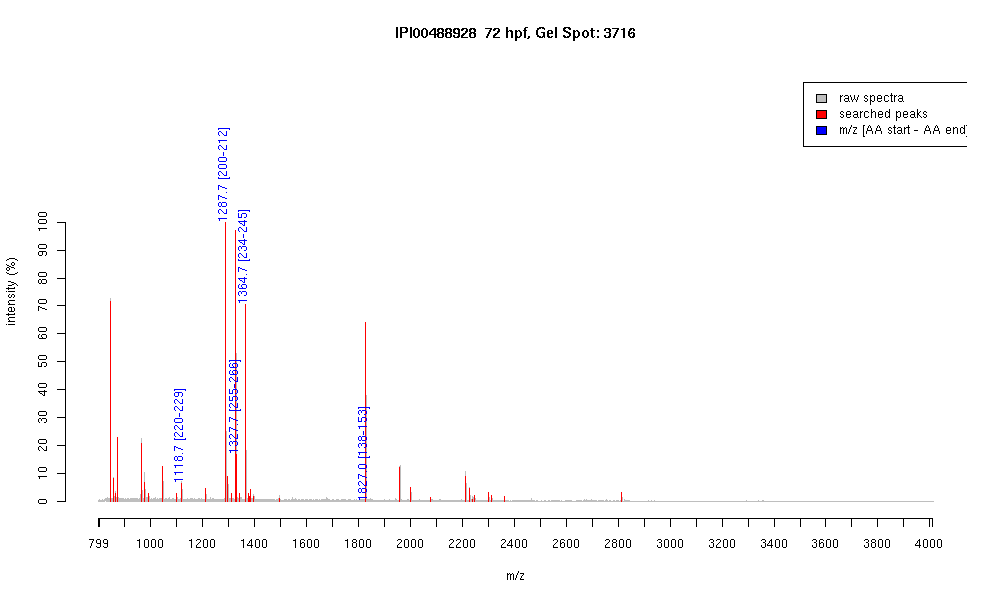 IPI00488928 72 hpf, Gel Spot: 3716
raw spectra
searched peaks
m/z [AA start - AA end]
intensity (%)
100
90
80
70
60
50
40
30
20
10
0
1118.7 [220-229]
1287.7 [200-212]
1327.7 [255-266]
1364.7 [234-245]
1827.0 [138-153]
799 1000 1200 1400 1600 1800 2000 2200 2400 2600 2800 3000 3200 3400 3600 3800 4000
m/z